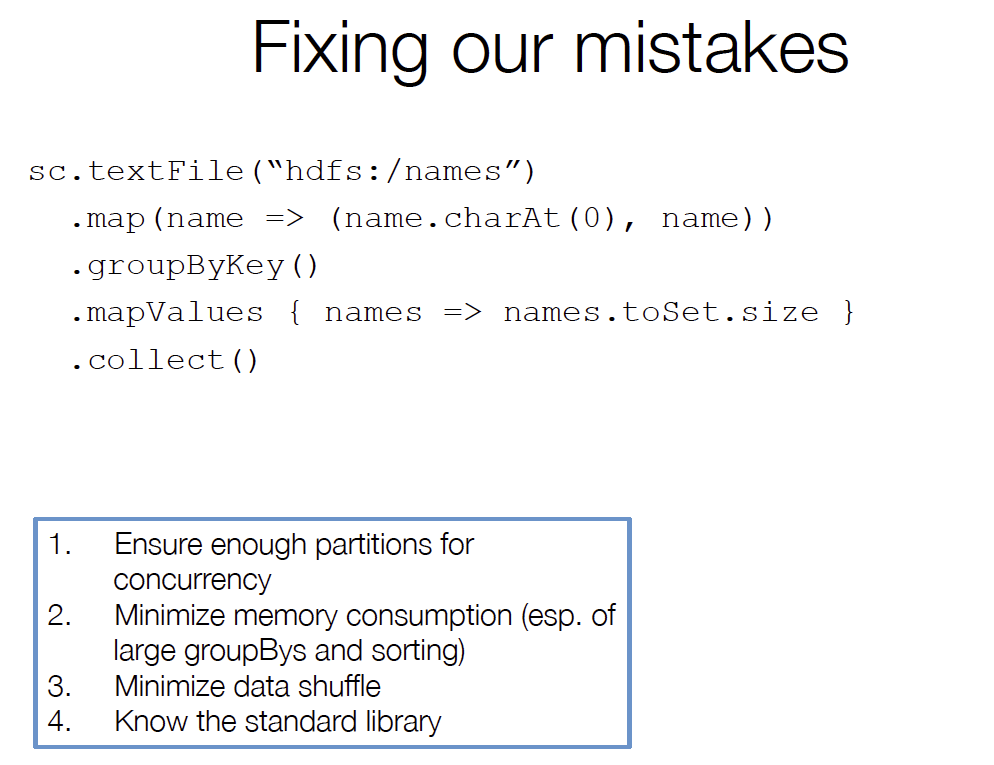 Fixing our mistakes
sc.textFile(“hdfs:/names”)
.map(name => (name.charAt(0), name))
.groupByKey()
.mapValues { names => names.toSet.size }
.collect()
1. Ensure enough partitions for
concurrency
2. Minimize memory consumption (esp. of
large groupBys and sorting)
3. Minimize data shuffle
4. Know the standard library